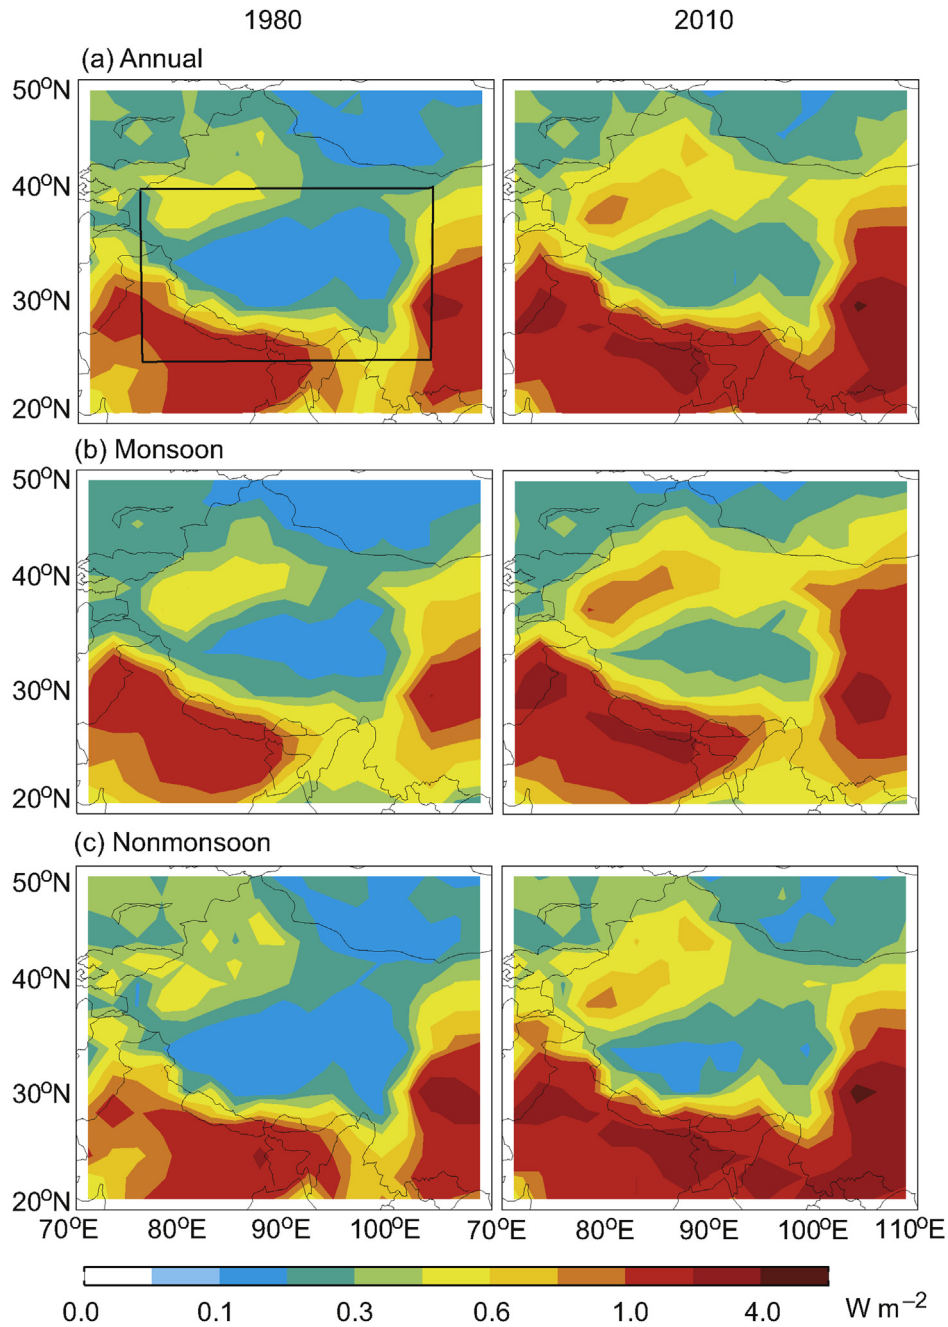 1980 2010
(a) Annual
50°N
40°N
30°N
20°N
(b) Monsoon
50°N
40°N
30°N
20°N
(c) Nonmonsoon
50°N
40°N
30°N
20°N
70°E 80°E 90°E 100°E 70°E 80°E 90°E 100°E 110°E
0.0 0.1 0.3 0.6 1.0 4.0 W m⁻²